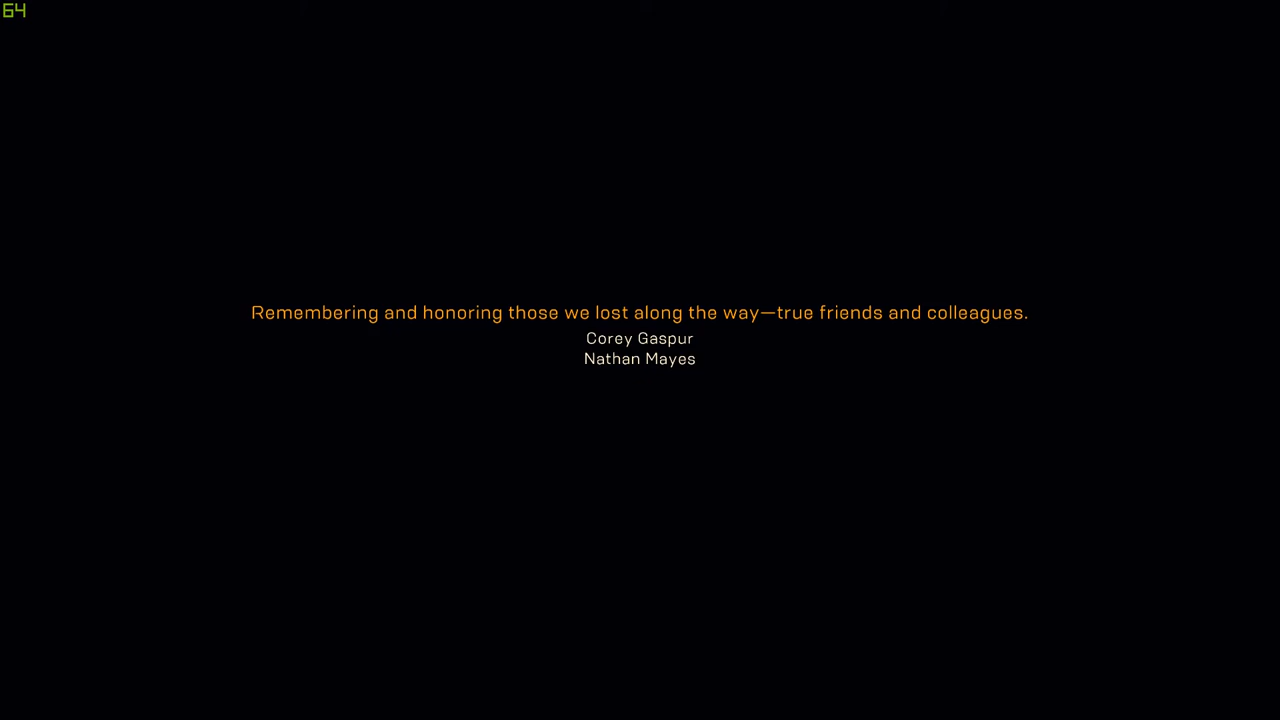 64
Remembering and honoring those we lost along the way—true friends and colleagues.
Corey Gaspur
Nathan Mayes